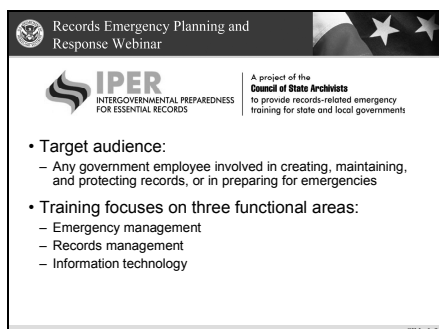 Records Emergency Planning and
Response Webinar
IPER
INTERGOVERNMENTAL PREPAREDNESS
FOR ESSENTIAL RECORDS
A project of the
Council of State Archivists
to provide records-related emergency
training for state and local governments
• Target audience:
– Any government employee involved in creating, maintaining,
and protecting records, or in preparing for emergencies
• Training focuses on three functional areas:
– Emergency management
– Records management
– Information technology